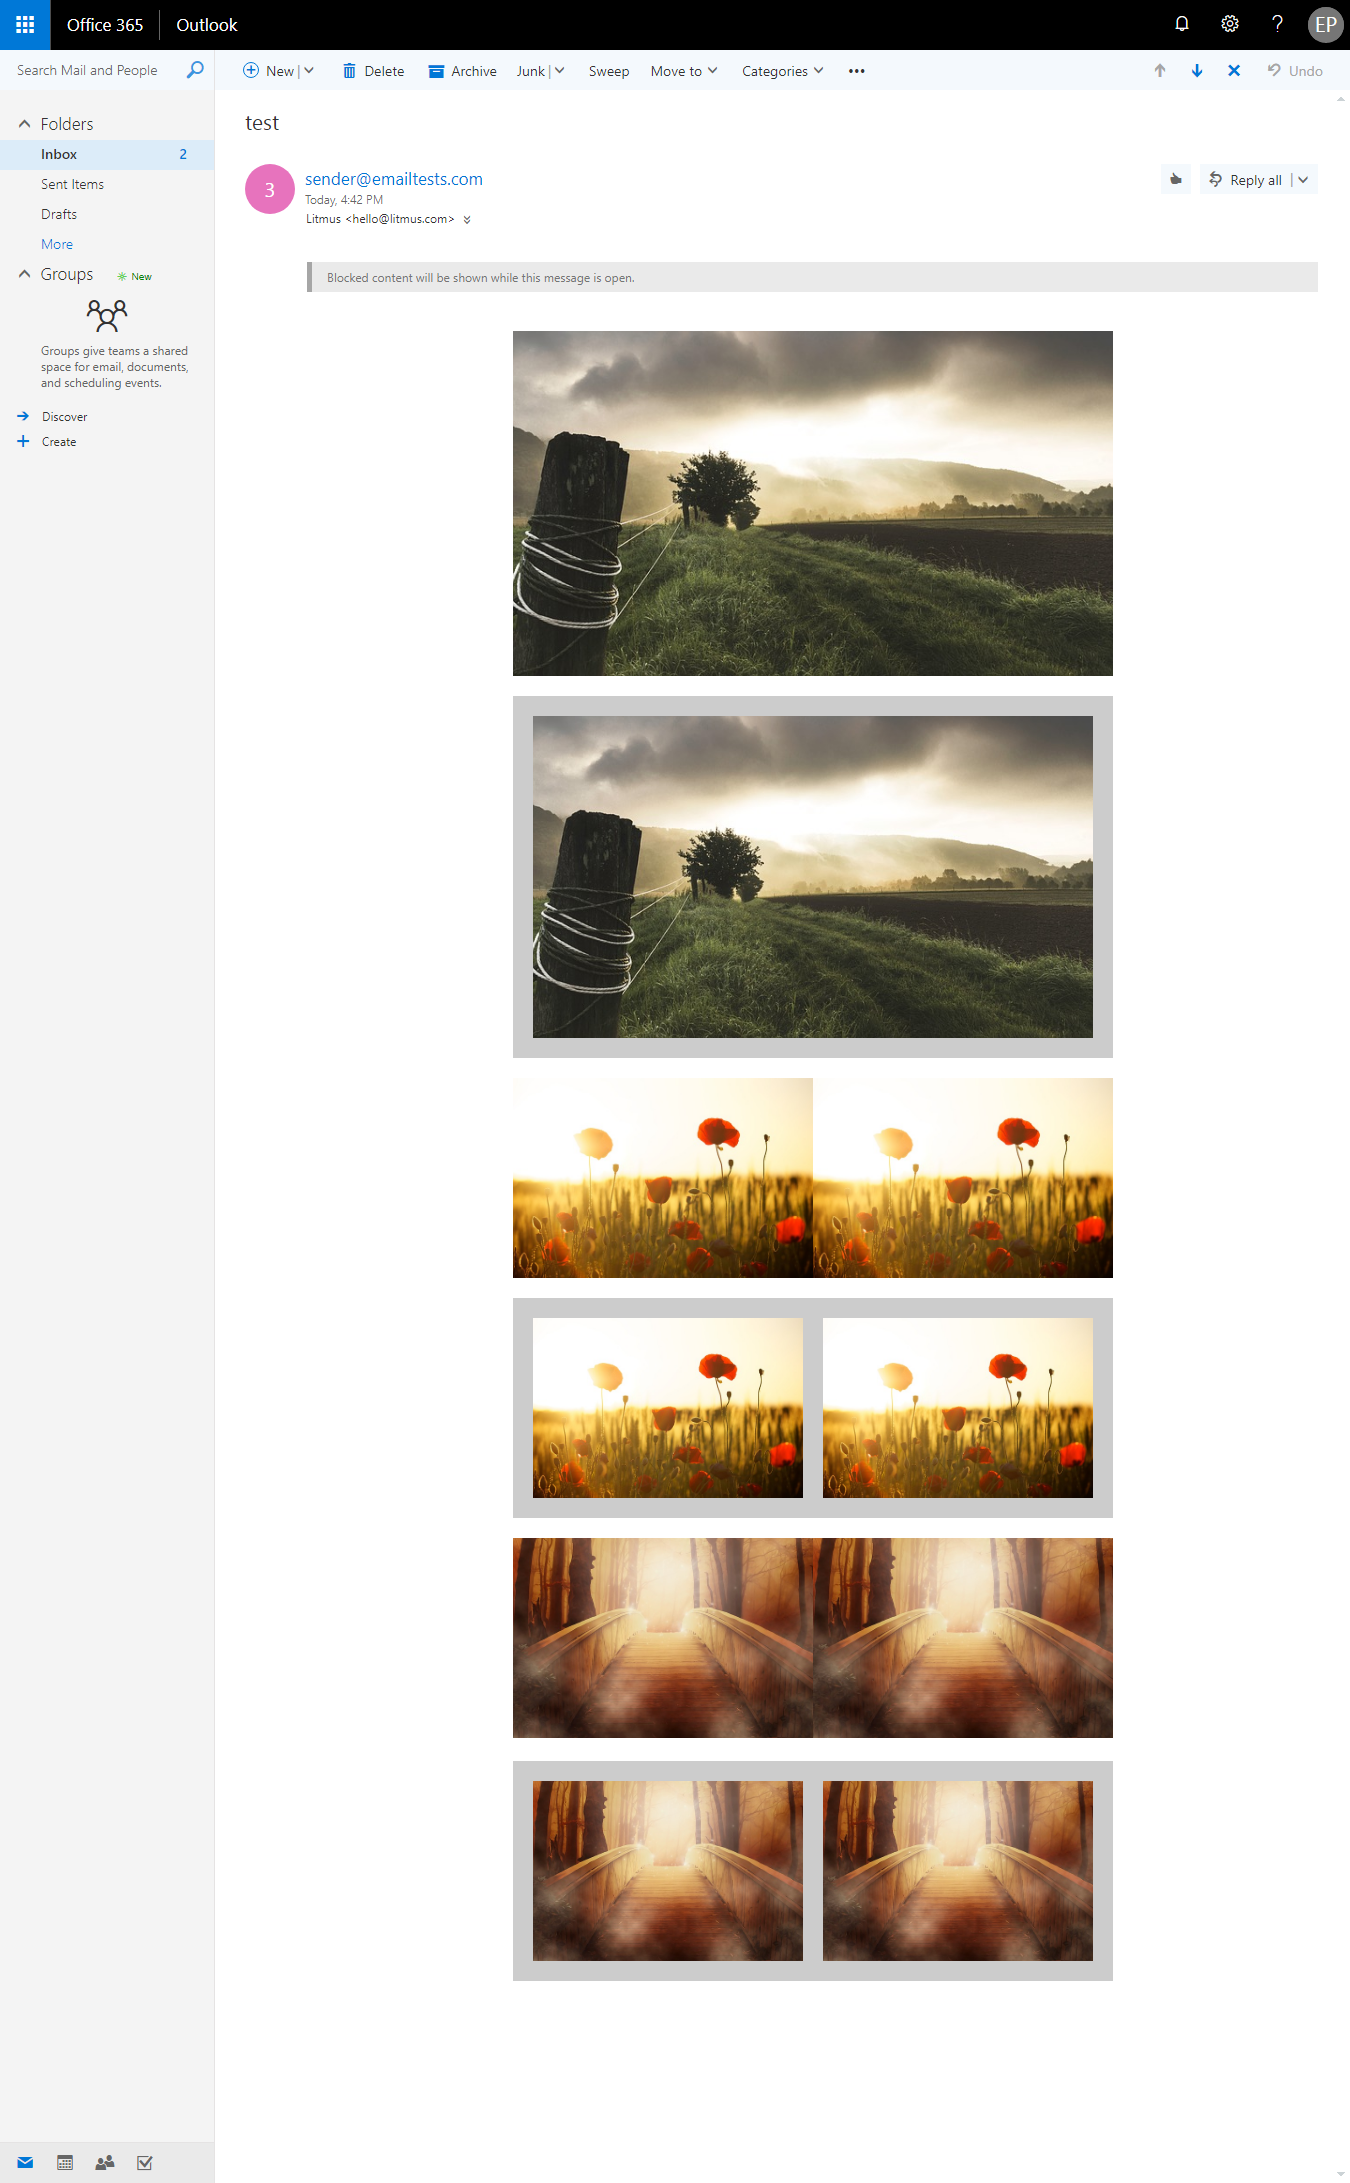 Office 365 | Outlook
EP
Search Mail and People
New | Delete Archive Junk | Sweep Move to Categories ••• Undo
Folders
Inbox 2
Sent Items
Drafts
More
Groups New
Groups give teams a shared
space for email, documents,
and scheduling events.
Discover
Create
test
3
sender@emailtests.com
Today, 4:42 PM
Litmus <hello@litmus.com>
Reply all |
Blocked content will be shown while this message is open.